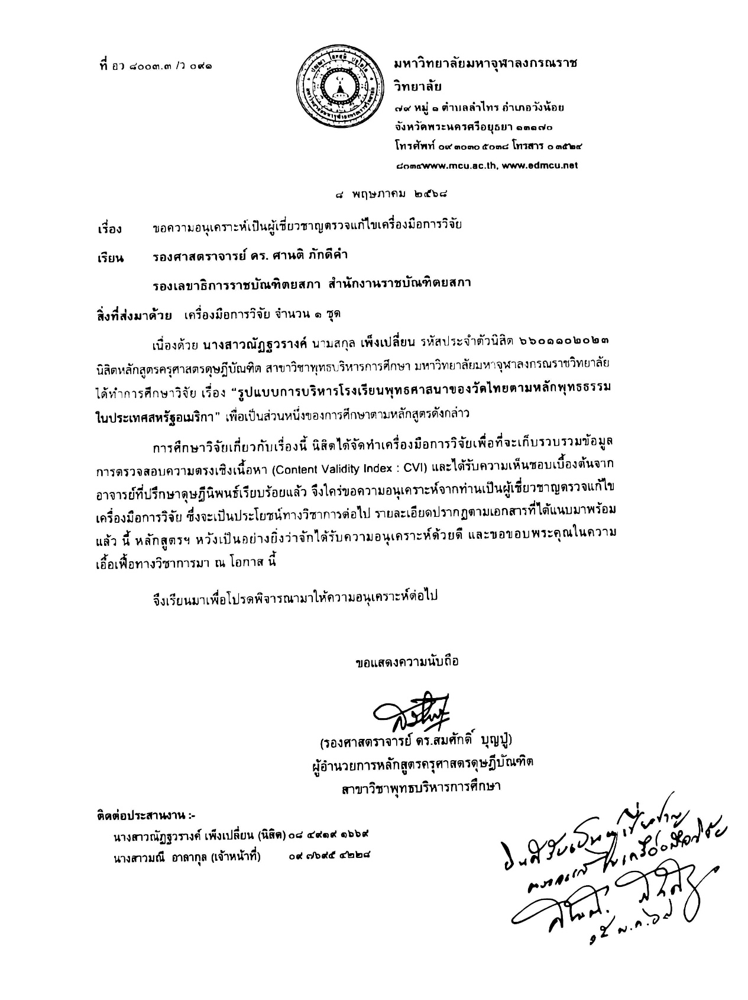 ที่ อว ๘๐๐๓.๓ /ว ๐๙๑
มหาวิทยาลัยมหาจุฬาลงกรณราช
วิทยาลัย
๗๙ หมู่ ๑ ตำบลลำไทร อำเภอวังน้อย
จังหวัดพระนครศรีอยุธยา ๑๓๑๗๐
โทรศัพท์ ๐๙ ๓๐๓๐ ๕๐๓๘ โทรสาร ๐ ๓๕๒๔
๘๐๓๔www.mcu.ac.th, www.edmcu.net
๘ พฤษภาคม ๒๕๖๘
เรื่อง ขอความอนุเคราะห์เป็นผู้เชี่ยวชาญตรวจแก้ไขเครื่องมือการวิจัย
เรียน รองศาสตราจารย์ ดร. ศานติ ภักดีคำ
รองเลขาธิการราชบัณฑิตยสภา สำนักงานราชบัณฑิตยสภา
สิ่งที่ส่งมาด้วย เครื่องมือการวิจัย จำนวน ๑ ชุด
เนื่องด้วย นางสาวณัฏฐวรางค์ นามสกุล เพ็งเปลี่ยน รหัสประจำตัวนิสิต ๖๖๐๑๑๐๒๐๒๓
นิสิตหลักสูตรครุศาสตรดุษฎีบัณฑิต สาขาวิชาพุทธบริหารการศึกษา มหาวิทยาลัยมหาจุฬาลงกรณราชวิทยาลัย
ได้ทำการศึกษาวิจัย เรื่อง “รูปแบบการบริหารโรงเรียนพุทธศาสนาของวัดไทยตามหลักพุทธธรรม
ในประเทศสหรัฐอเมริกา” เพื่อเป็นส่วนหนึ่งของการศึกษาตามหลักสูตรดังกล่าว
การศึกษาวิจัยเกี่ยวกับเรื่องนี้ นิสิตได้จัดทำเครื่องมือการวิจัยเพื่อที่จะเก็บรวบรวมข้อมูล
การตรวจสอบความตรงเชิงเนื้อหา (Content Validity Index : CVI) และได้รับความเห็นชอบเบื้องต้นจาก
อาจารย์ที่ปรึกษาดุษฎีนิพนธ์เรียบร้อยแล้ว จึงใคร่ขอความอนุเคราะห์จากท่านเป็นผู้เชี่ยวชาญตรวจแก้ไข
เครื่องมือการวิจัย ซึ่งจะเป็นประโยชน์ทางวิชาการต่อไป รายละเอียดปรากฏตามเอกสารที่ได้แนบมาพร้อม
แล้ว นี้ หลักสูตรฯ หวังเป็นอย่างยิ่งว่าจักได้รับความอนุเคราะห์ด้วยดี และขอขอบพระคุณในความ
เอื้อเฟื้อทางวิชาการมา ณ โอกาส นี้
จึงเรียนมาเพื่อโปรดพิจารณามาให้ความอนุเคราะห์ต่อไป
ขอแสดงความนับถือ
(รองศาสตราจารย์ ดร.สมศักดิ์ บุญปู่)
ผู้อำนวยการหลักสูตรครุศาสตรดุษฎีบัณฑิต
สาขาวิชาพุทธบริหารการศึกษา
ติดต่อประสานงาน :-
นางสาวณัฏฐวรางค์ เพ็งเปลี่ยน (นิสิต) ๐๘ ๔๙๑๙ ๑๖๖๙
นางสาวมณี อาลากุล (เจ้าหน้าที่) ๐๙ ๗๖๙๕ ๔๒๒๘
ยินดีรับเป็นผู้เชี่ยวชาญ
ตรวจแก้ไขเครื่องมือวิจัย
๑๕ พ.ค. ๖๘